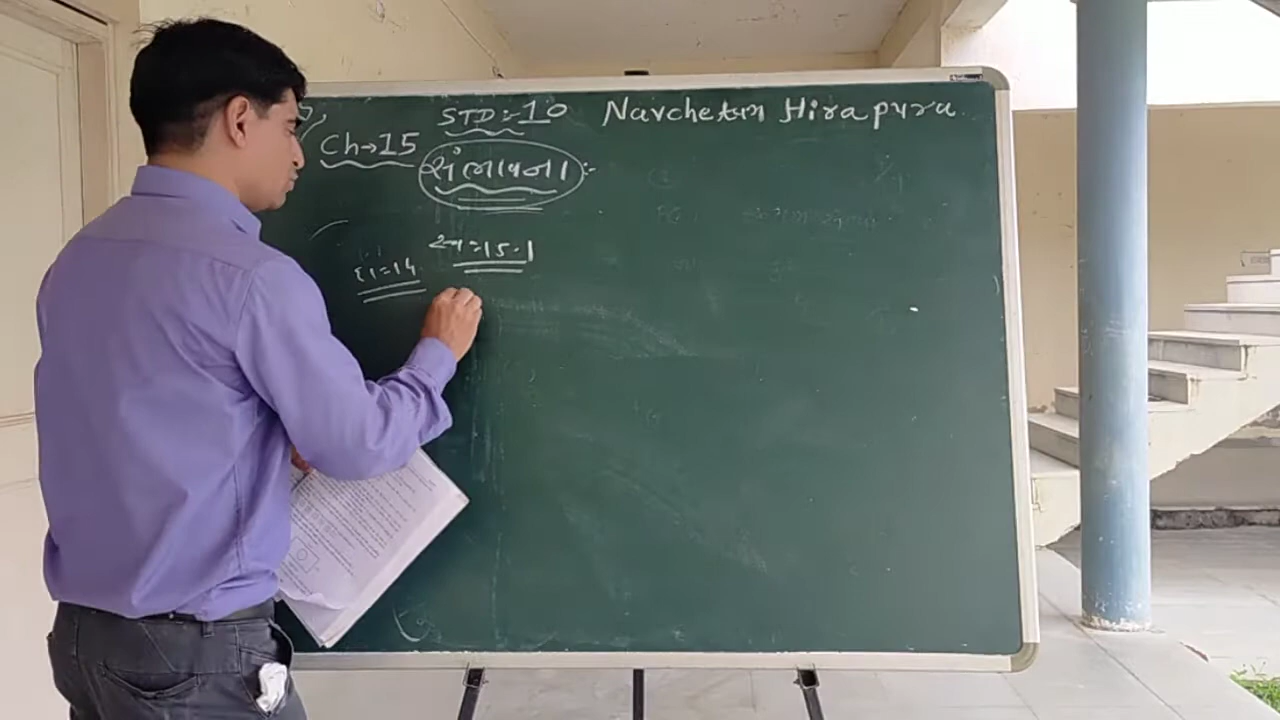 STD :- 10 Navchetan Hirapura
Ch→15
સંભાવના :-
સ્વા = 15.1
દા = 14